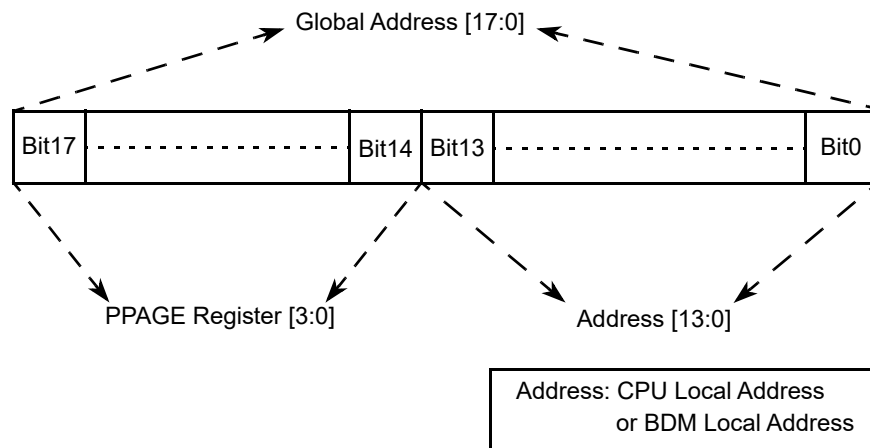 Global Address [17:0]
Bit17
Bit14
Bit13
Bit0
PPAGE Register [3:0]
Address [13:0]
Address: CPU Local Address
or BDM Local Address